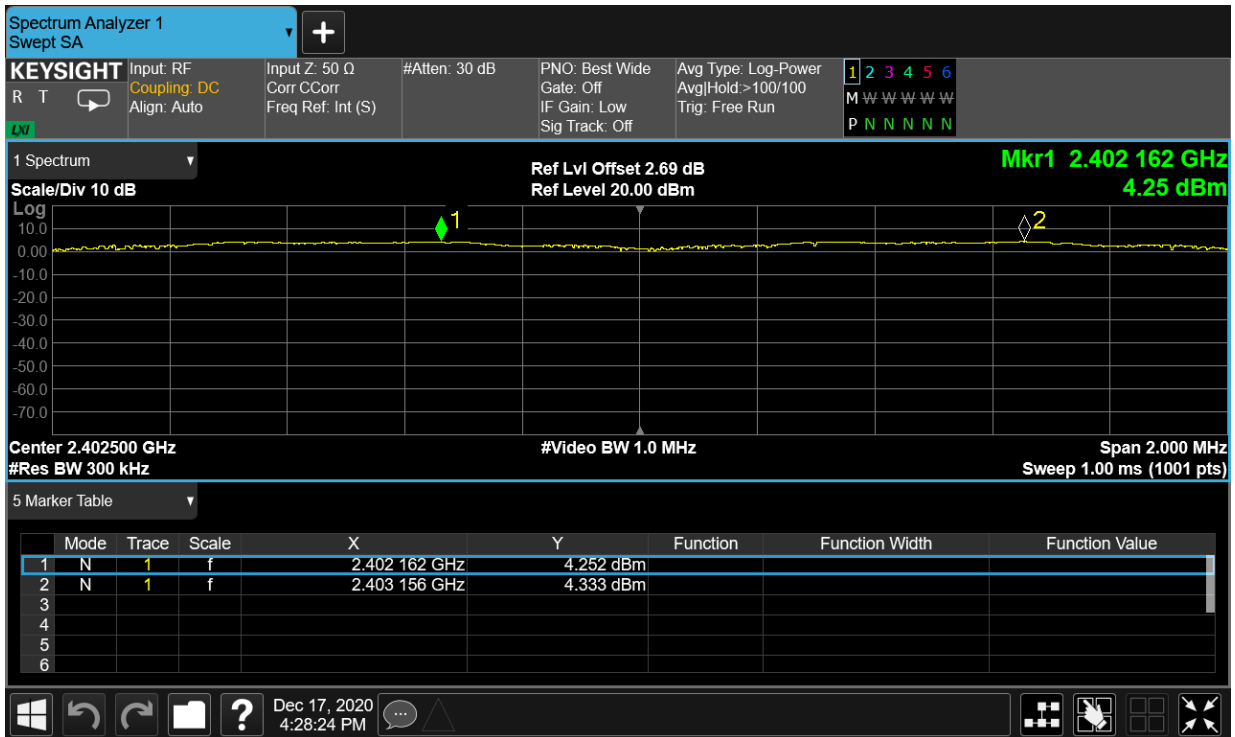 Spectrum Analyzer 1
Swept SA
+
KEYSIGHT
R T
LXI
Input: RF
Coupling: DC
Align: Auto
Input Z: 50 Ω
Corr CCorr
Freq Ref: Int (S)
#Atten: 30 dB
PNO: Best Wide
Gate: Off
IF Gain: Low
Sig Track: Off
Avg Type: Log-Power
Avg|Hold:>100/100
Trig: Free Run
1 2 3 4 5 6
M W W W W W
P N N N N N
1 Spectrum
Scale/Div 10 dB
Ref Lvl Offset 2.69 dB
Ref Level 20.00 dBm
Mkr1 2.402 162 GHz
4.25 dBm
Log
10.0
0.00
-10.0
-20.0
-30.0
-40.0
-50.0
-60.0
-70.0
1
2
Center 2.402500 GHz
#Res BW 300 kHz
#Video BW 1.0 MHz
Span 2.000 MHz
Sweep 1.00 ms (1001 pts)
5 Marker Table
Mode Trace Scale X Y Function Function Width Function Value
1 N 1 f 2.402 162 GHz 4.252 dBm
2 N 1 f 2.403 156 GHz 4.333 dBm
3
4
5
6
?
Dec 17, 2020
4:28:24 PM